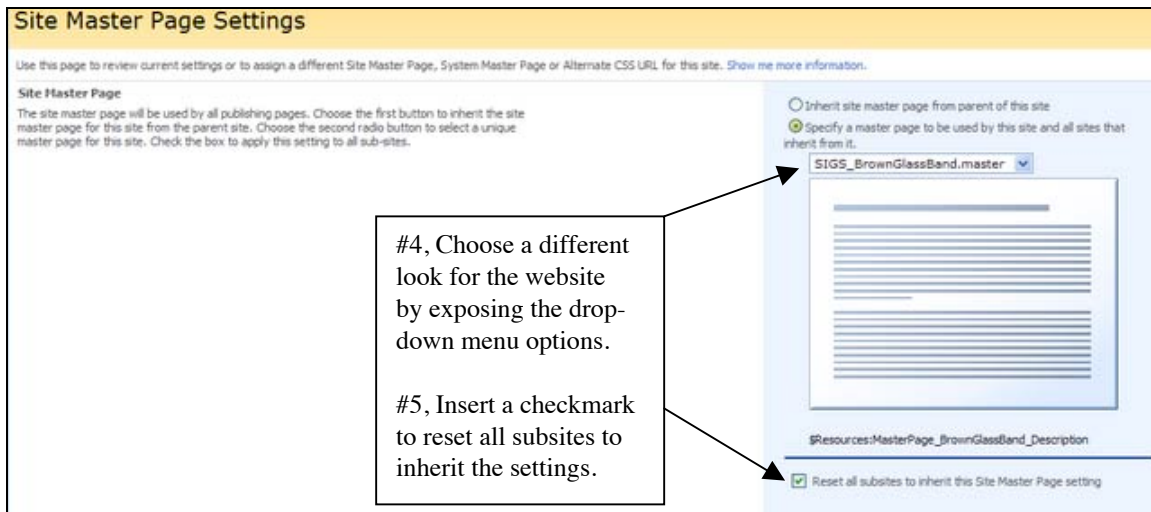 Site Master Page Settings
Use this page to review current settings or to assign a different Site Master Page, System Master Page or Alternate CSS URL for this site. Show me more information.
Site Master Page
The site master page will be used by all publishing pages. Choose the first button to inherit the site
master page for this site from the parent site. Choose the second radio button to select a unique
master page for this site. Check the box to apply this setting to all sub-sites.
Inherit site master page from parent of this site
Specify a master page to be used by this site and all sites that
inherit from it.
SIGS_BrownGlassBand.master
#4, Choose a different
look for the website
by exposing the drop-
down menu options.
#5, Insert a checkmark
to reset all subsites to
inherit the settings.
$Resources:MasterPage_BrownGlassBand_Description
Reset all subsites to inherit this Site Master Page setting